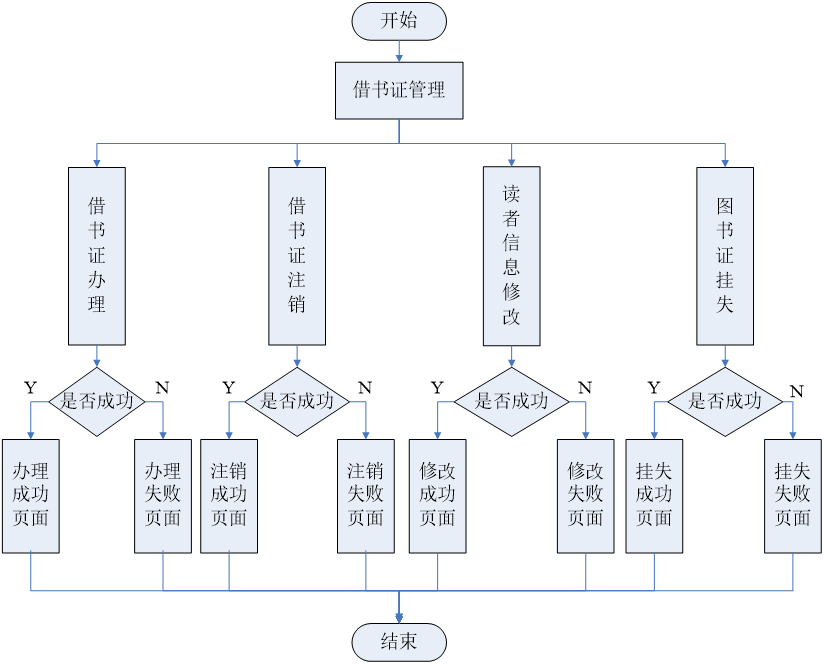 开始
借书证管理
借书证办理
借书证注销
读者信息修改
图书证挂失
Y
是否成功
N
Y
是否成功
N
Y
是否成功
N
Y
是否成功
N
办理
成功
页面
办理
失败
页面
注销
成功
页面
注销
失败
页面
修改
成功
页面
修改
失败
页面
挂失
成功
页面
挂失
失败
页面
结束